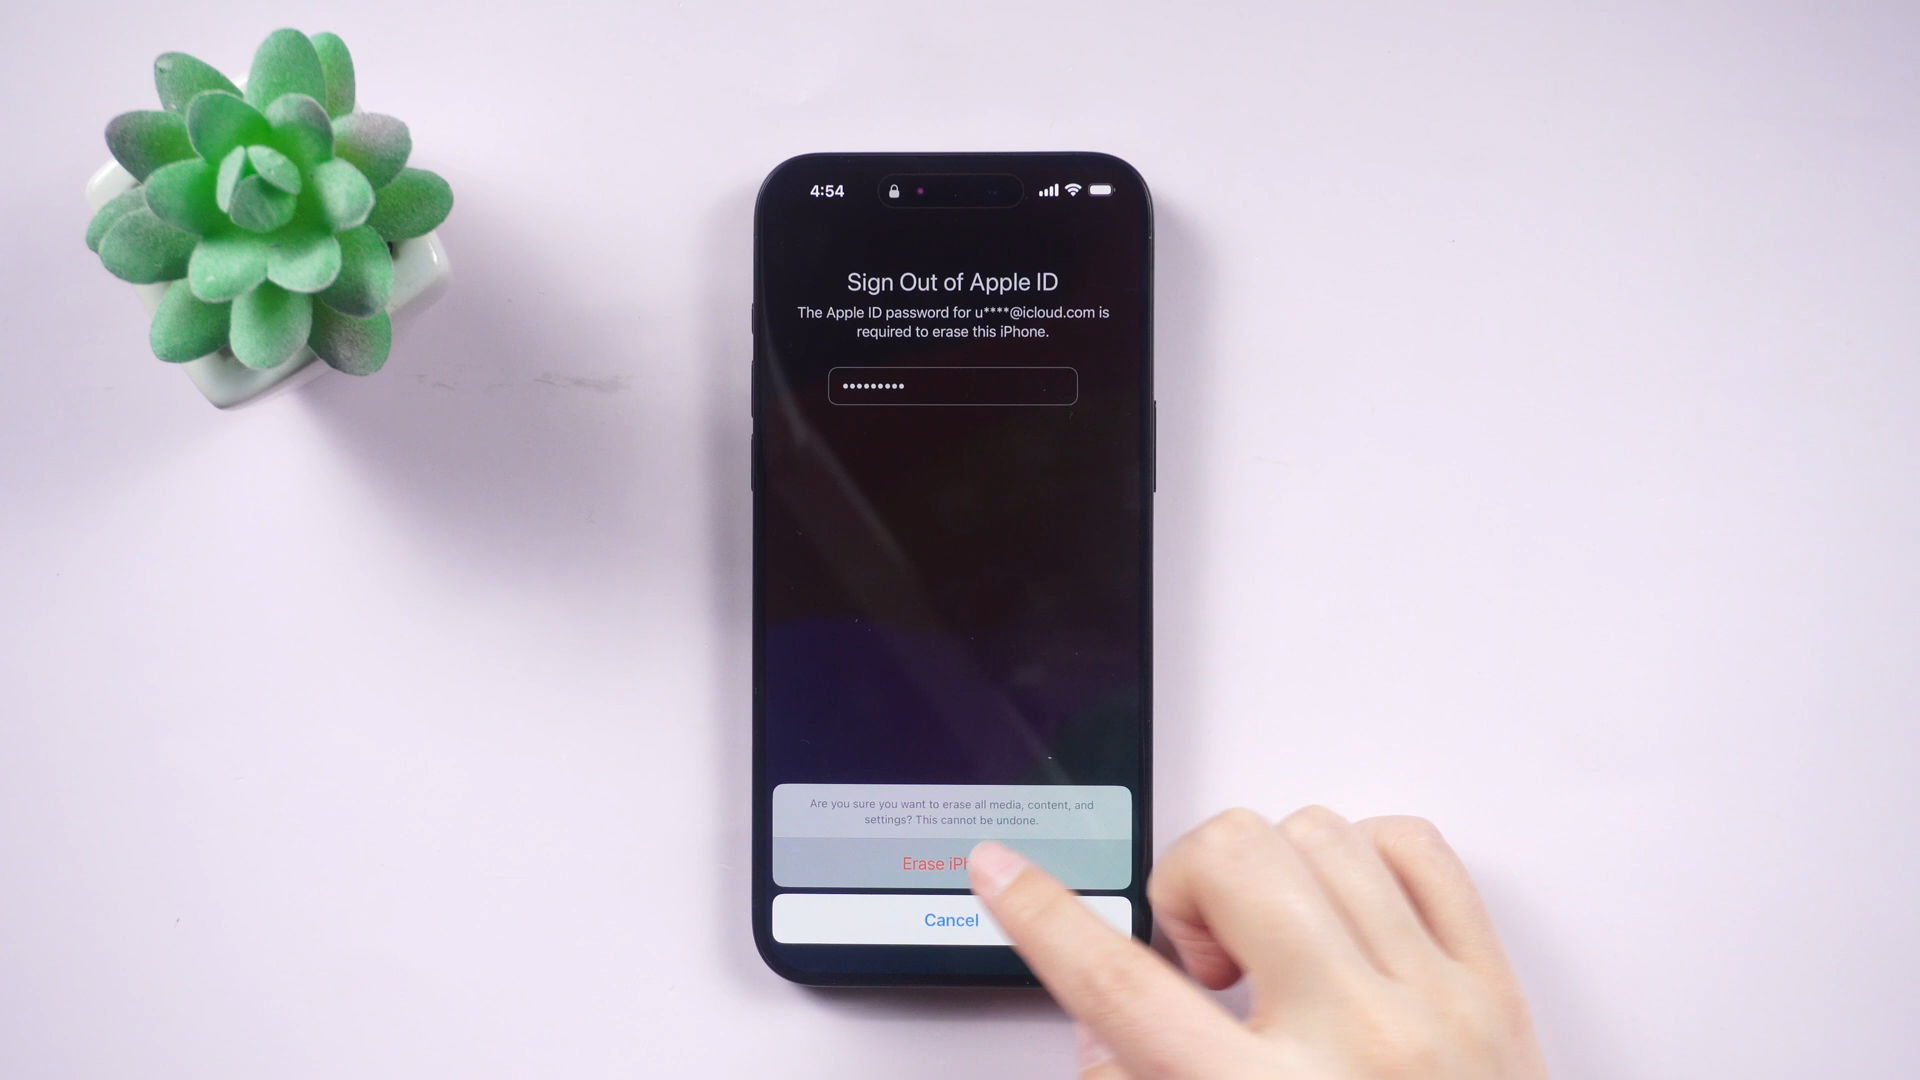 4:54
Sign Out of Apple ID
The Apple ID password for u****@icloud.com is
required to erase this iPhone.
•••••••••
Are you sure you want to erase all media, content, and
settings? This cannot be undone.
Erase
Cancel